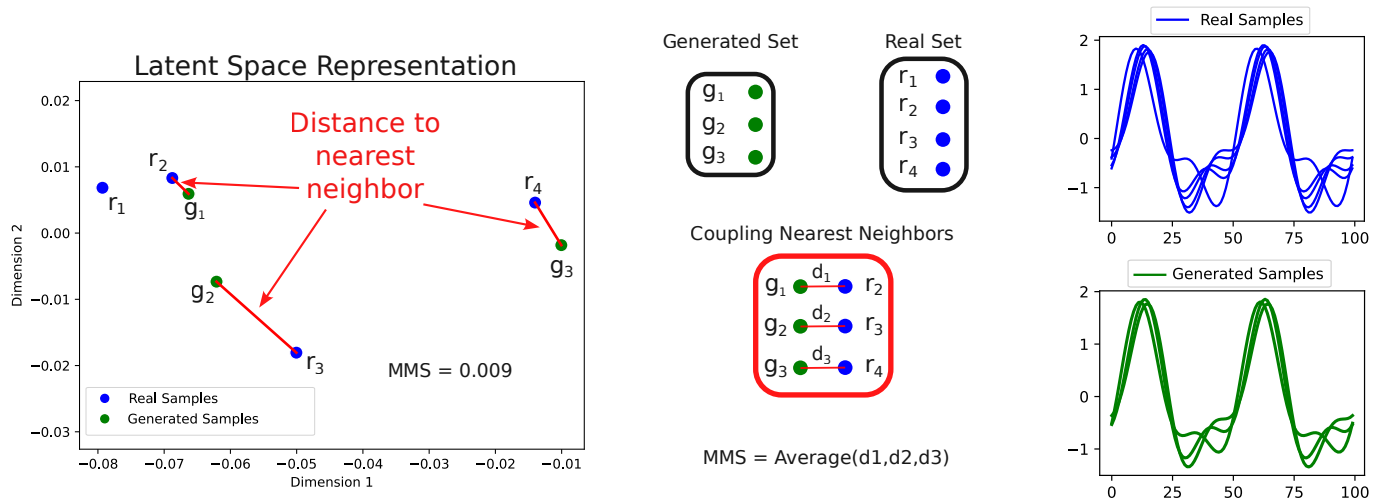 Latent Space Representation
0.02
0.01
0.00
−0.01
−0.02
−0.03
Dimension 2
−0.08
−0.07
−0.06
−0.05
−0.04
−0.03
−0.02
−0.01
Dimension 1
Distance to
nearest
neighbor
r1
r2
g1
g2
r3
r4
g3
MMS = 0.009
Real Samples
Generated Samples
Generated Set
g1
g2
g3
Real Set
r1
r2
r3
r4
Coupling Nearest Neighbors
g1 d1 r2
g2 d2 r3
g3 d3 r4
MMS = Average(d1,d2,d3)
Real Samples
2
1
0
−1
0 25 50 75 100
Generated Samples
2
1
0
−1
0 25 50 75 100